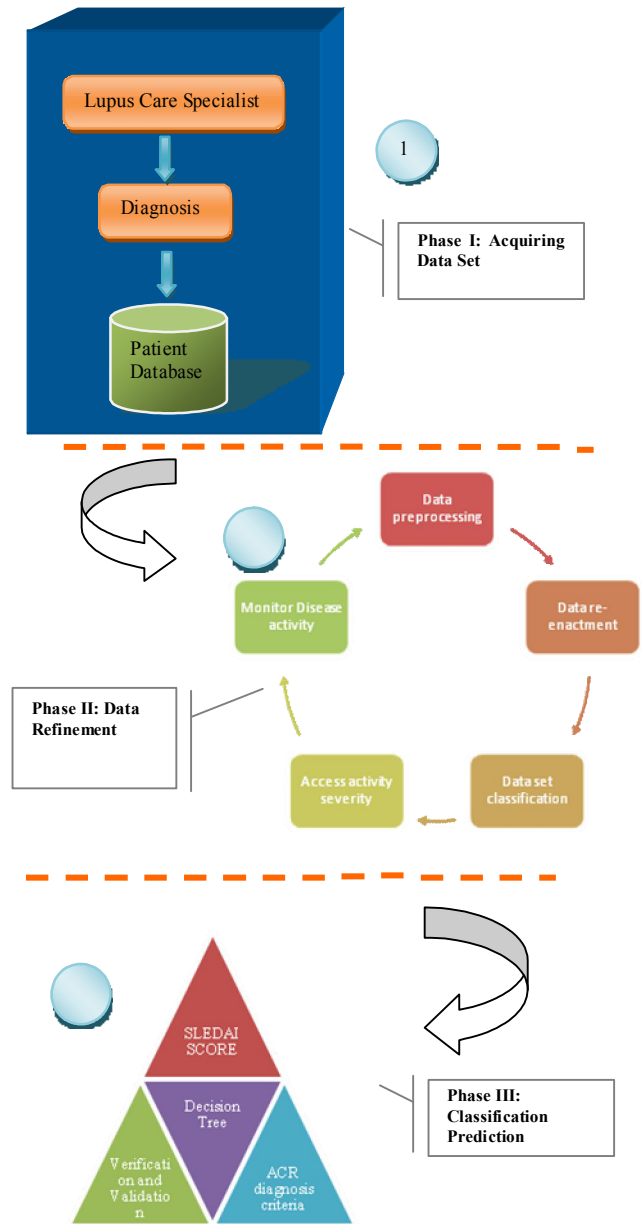 Lupus Care Specialist
1
Diagnosis
Phase I: Acquiring
Data Set
Patient
Database
Data
preprocessing
Monitor Disease
activity
Data re-
enactment
Phase II: Data
Refinement
Access activity
severity
Data set
classification
SLEDAI
SCORE
Decision
Tree
Phase III:
Classification
Prediction
Verificati
on and
Validatio
n
ACR
diagnosis
criteria